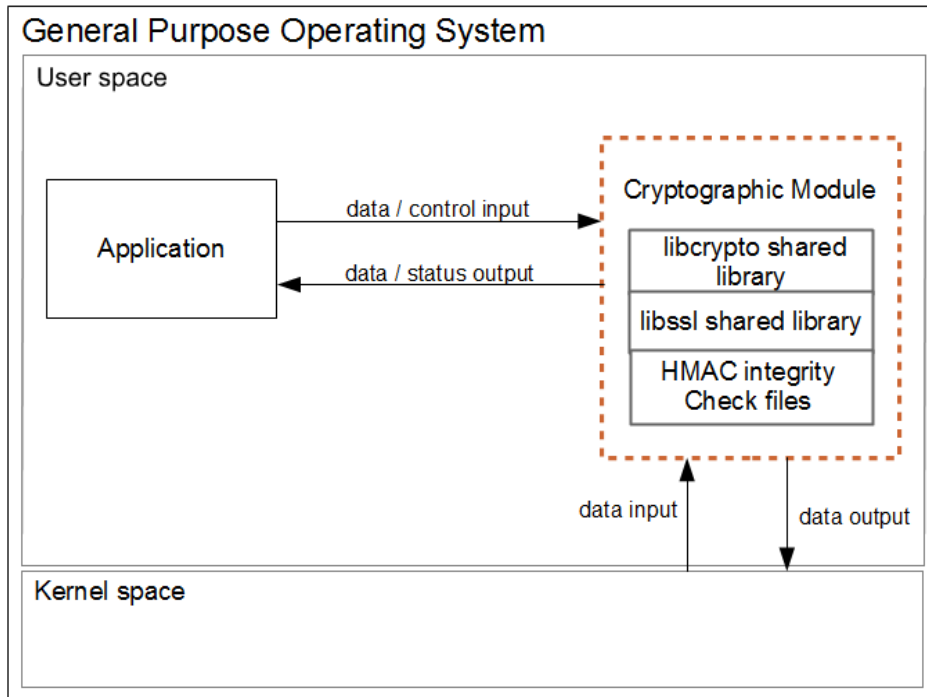 General Purpose Operating System
User space
Cryptographic Module
data / control input
Application
libcrypto shared
library
data / status output
libssl shared library
HMAC integrity
Check files
data input
data output
Kernel space